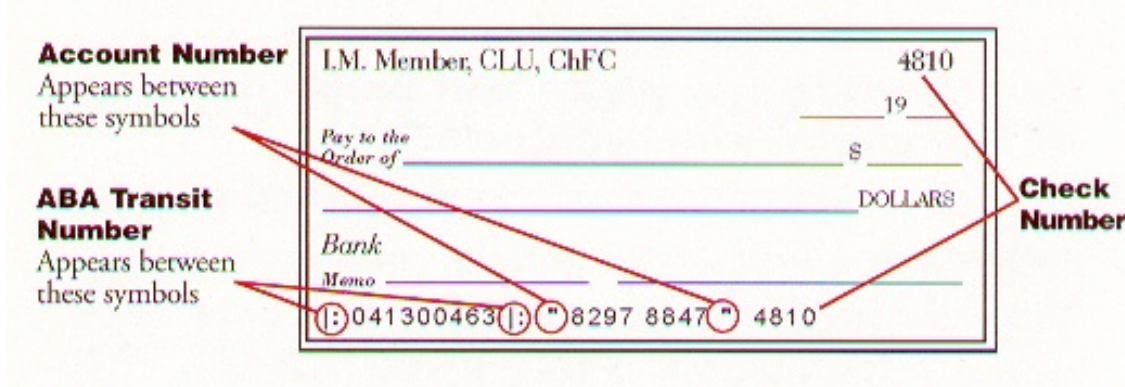 Account Number
Appears between
these symbols
ABA Transit
Number
Appears between
these symbols
I.M. Member, CLU, ChFC 4810
19
Pay to the
Order of $
DOLLARS
Bank
Memo
|:041300463|: " 8297 8847 " 4810
Check
Number